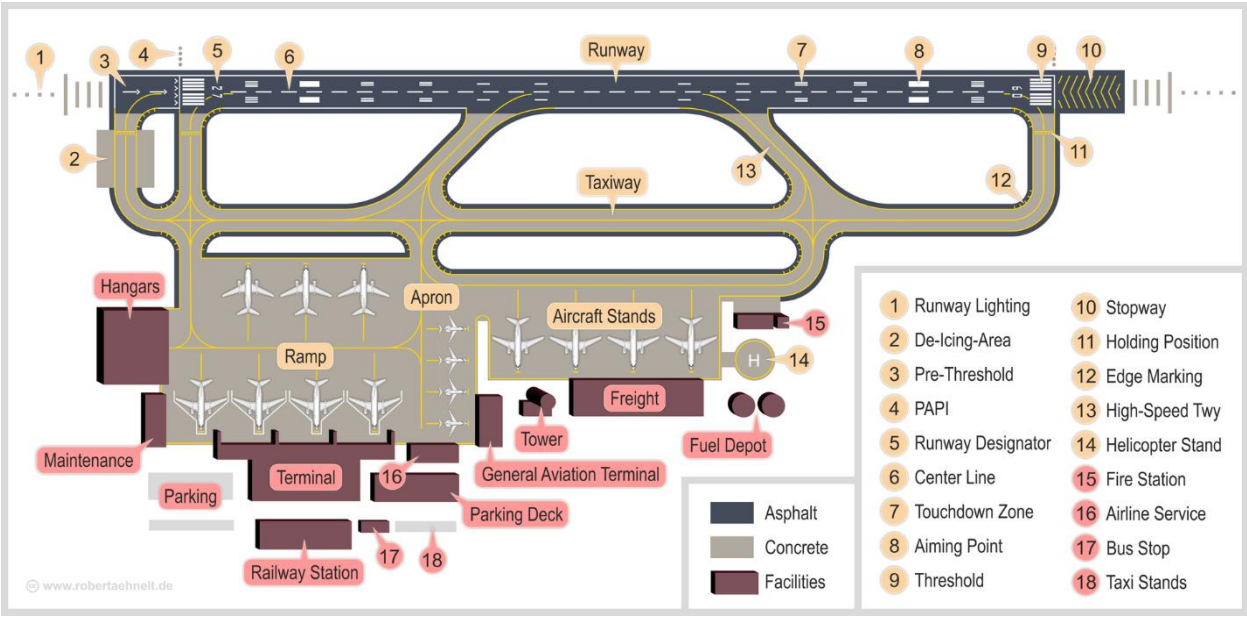 1
3
4
5
6
Runway
7
8
9
10
27
09
2
13
11
Taxiway
12
Hangars
Apron
Aircraft Stands
15
Ramp
H
14
Freight
Tower
Fuel Depot
Maintenance
16
General Aviation Terminal
Terminal
Parking
Parking Deck
17
18
Railway Station
cc www.robertaehnelt.de
Asphalt
Concrete
Facilities
1 Runway Lighting
2 De-Icing-Area
3 Pre-Threshold
4 PAPI
5 Runway Designator
6 Center Line
7 Touchdown Zone
8 Aiming Point
9 Threshold
10 Stopway
11 Holding Position
12 Edge Marking
13 High-Speed Twy
14 Helicopter Stand
15 Fire Station
16 Airline Service
17 Bus Stop
18 Taxi Stands